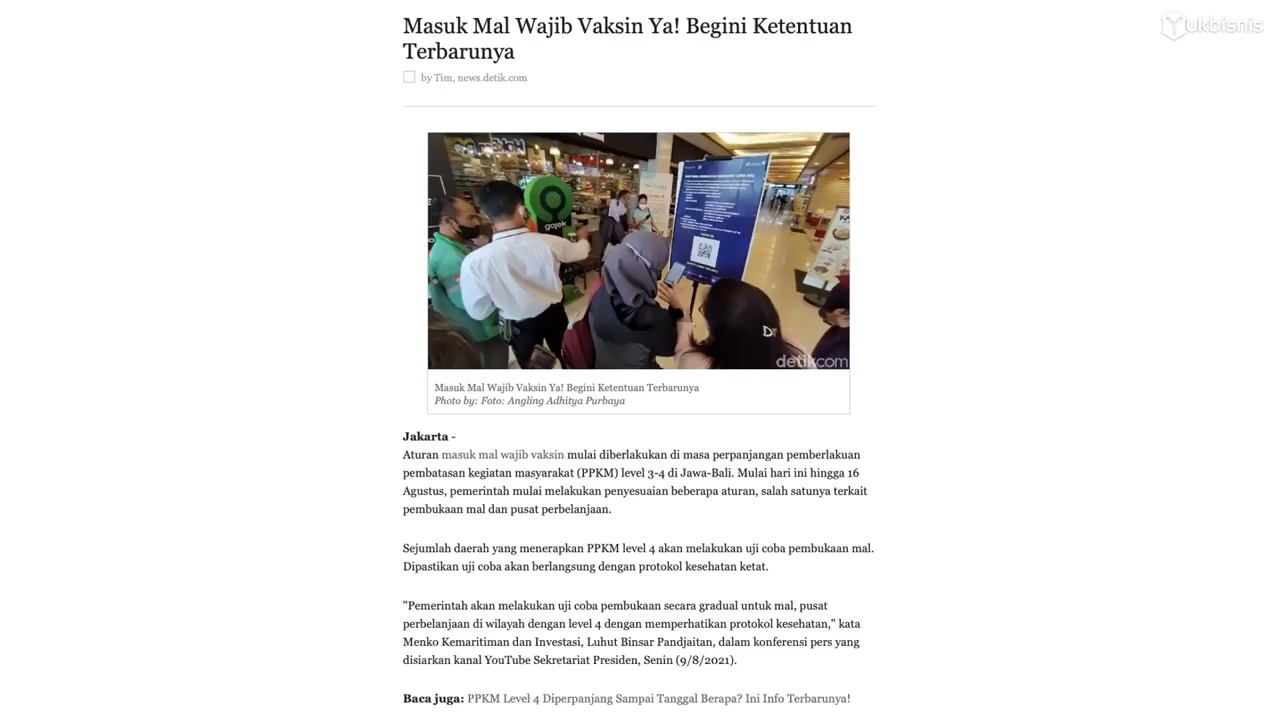 Masuk Mal Wajib Vaksin Ya! Begini Ketentuan
Terbarunya
ukbisnis
by Tim, news.detik.com
gojek
detikcom
Masuk Mal Wajib Vaksin Ya! Begini Ketentuan Terbarunya
Photo by: Foto: Angling Adhitya Purbaya
Jakarta -
Aturan masuk mal wajib vaksin mulai diberlakukan di masa perpanjangan pemberlakuan
pembatasan kegiatan masyarakat (PPKM) level 3-4 di Jawa-Bali. Mulai hari ini hingga 16
Agustus, pemerintah mulai melakukan penyesuaian beberapa aturan, salah satunya terkait
pembukaan mal dan pusat perbelanjaan.
Sejumlah daerah yang menerapkan PPKM level 4 akan melakukan uji coba pembukaan mal.
Dipastikan uji coba akan berlangsung dengan protokol kesehatan ketat.
"Pemerintah akan melakukan uji coba pembukaan secara gradual untuk mal, pusat
perbelanjaan di wilayah dengan level 4 dengan memperhatikan protokol kesehatan," kata
Menko Kemaritiman dan Investasi, Luhut Binsar Pandjaitan, dalam konferensi pers yang
disiarkan kanal YouTube Sekretariat Presiden, Senin (9/8/2021).
Baca juga: PPKM Level 4 Diperpanjang Sampai Tanggal Berapa? Ini Info Terbarunya!